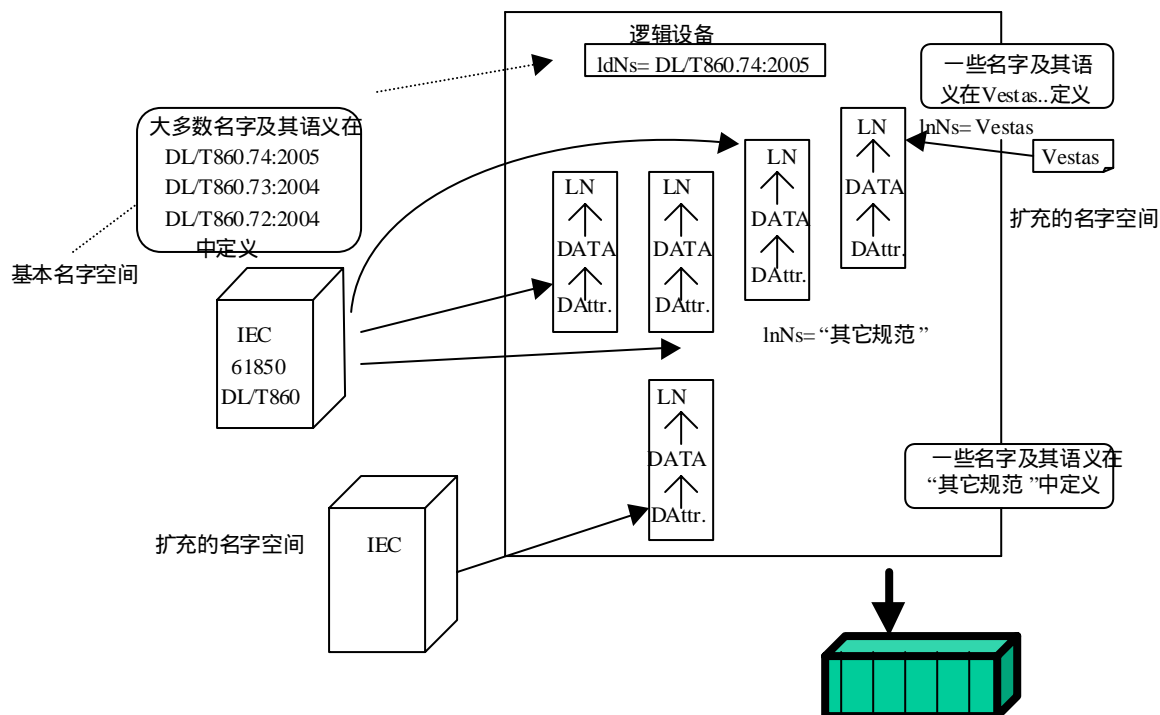 逻辑设备
ldNs= DL/T860.74:2005
一些名字及其语
义在Vestas..定义
大多数名字及其语义在
DL/T860.74:2005
DL/T860.73:2004
DL/T860.72:2004
中定义
基本名字空间
LN
DATA
DAttr.
LN
DATA
DAttr.
LN
DATA
DAttr.
LN
DATA
DAttr.
lnNs= Vestas
Vestas
扩充的名字空间
IEC
61850
DL/T860
lnNs= “其它规范”
LN
DATA
DAttr.
一些名字及其语义在
“其它规范”中定义
扩充的名字空间
IEC